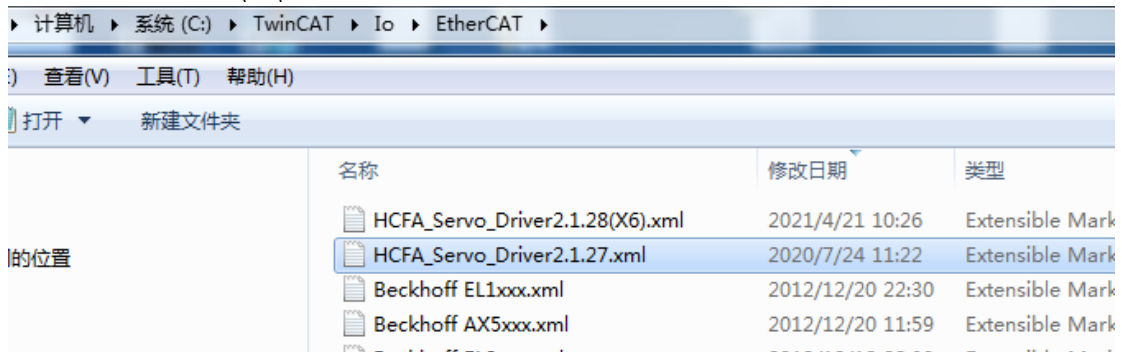 计算机 系统 (C:) TwinCAT Io EtherCAT
查看(V) 工具(T) 帮助(H)
打开 新建文件夹
名称 修改日期 类型
HCFA_Servo_Driver2.1.28(X6).xml 2021/4/21 10:26 Extensible Mark
的位置 HCFA_Servo_Driver2.1.27.xml 2020/7/24 11:22 Extensible Mark
Beckhoff EL1xxx.xml 2012/12/20 22:30 Extensible Mark
Beckhoff AX5xxx.xml 2012/12/20 11:59 Extensible Mark